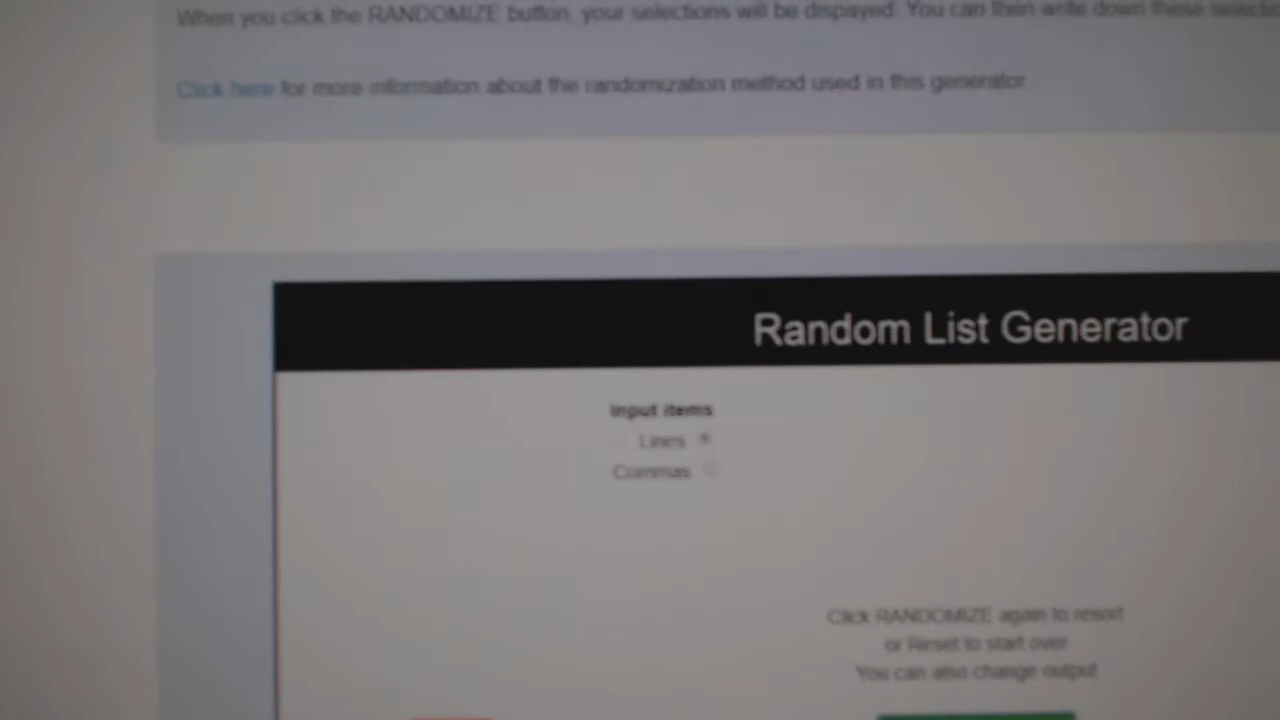 When you click the RANDOMIZE button, your selections will be dispayed. You can then write down these selectio
Click here for more information about the randomization method used in this generator
Random List Generator
Input items
Lines
Commas
Click RANDOMIZE again to resort
or Reset to start over
You can also change output